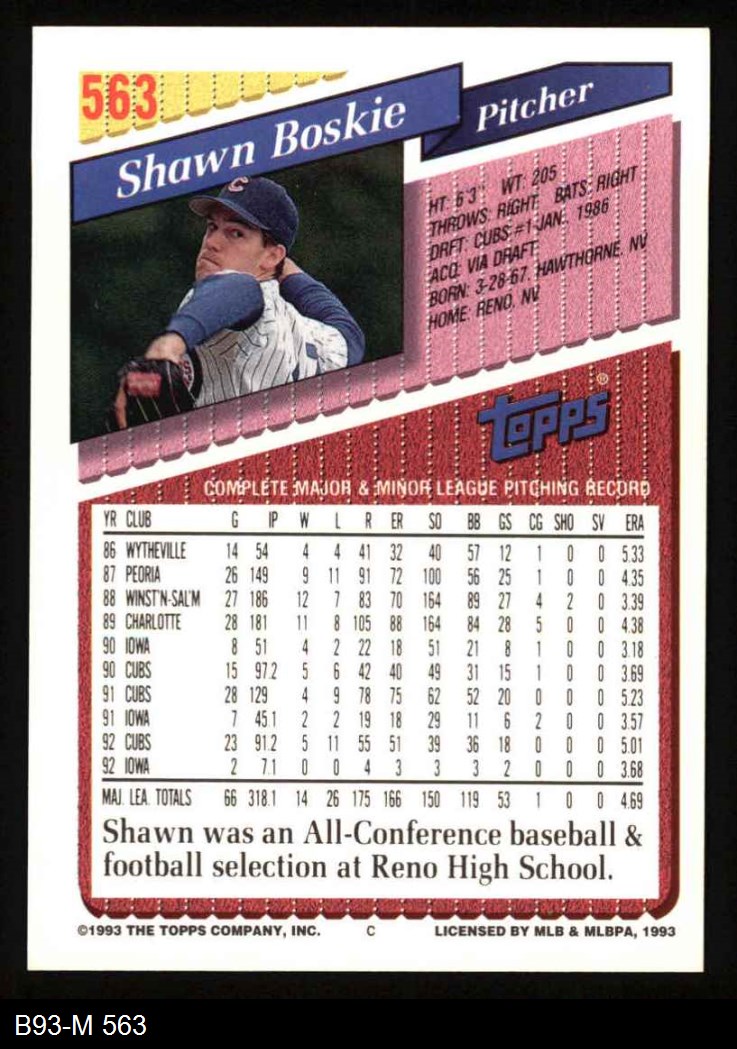 563
Shawn Boskie
Pitcher
C
HT: 6'3" WT: 205
THROWS: RIGHT BATS: RIGHT
DRFT: CUBS #1-JAN., 1986
ACQ: VIA DRAFT
BORN: 3-28-67, HAWTHORNE, NV
HOME: RENO, NV
Topps®
COMPLETE MAJOR & MINOR LEAGUE PITCHING RECORD
YR CLUB G IP W L R ER SO BB GS CG SHO SV ERA
86 WYTHEVILLE 14 54 4 4 41 32 40 57 12 1 0 0 5.33
87 PEORIA 26 149 9 11 91 72 100 56 25 1 0 0 4.35
88 WINST'N-SAL'M 27 186 12 7 83 70 164 89 27 4 2 0 3.39
89 CHARLOTTE 28 181 11 8 105 88 164 84 28 5 0 0 4.38
90 IOWA 8 51 4 2 22 18 51 21 8 1 0 0 3.18
90 CUBS 15 97.2 5 6 42 40 49 31 15 1 0 0 3.69
91 CUBS 28 129 4 9 78 75 62 52 20 0 0 0 5.23
91 IOWA 7 45.1 2 2 19 18 29 11 6 2 0 0 3.57
92 CUBS 23 91.2 5 11 55 51 39 36 18 0 0 0 5.01
92 IOWA 2 7.1 0 0 4 3 3 3 2 0 0 0 3.68
MAJ. LEA. TOTALS 66 318.1 14 26 175 166 150 119 53 1 0 0 4.69
Shawn was an All-Conference baseball &
football selection at Reno High School.
©1993 THE TOPPS COMPANY, INC. C LICENSED BY MLB & MLBPA, 1993
B93-M 563